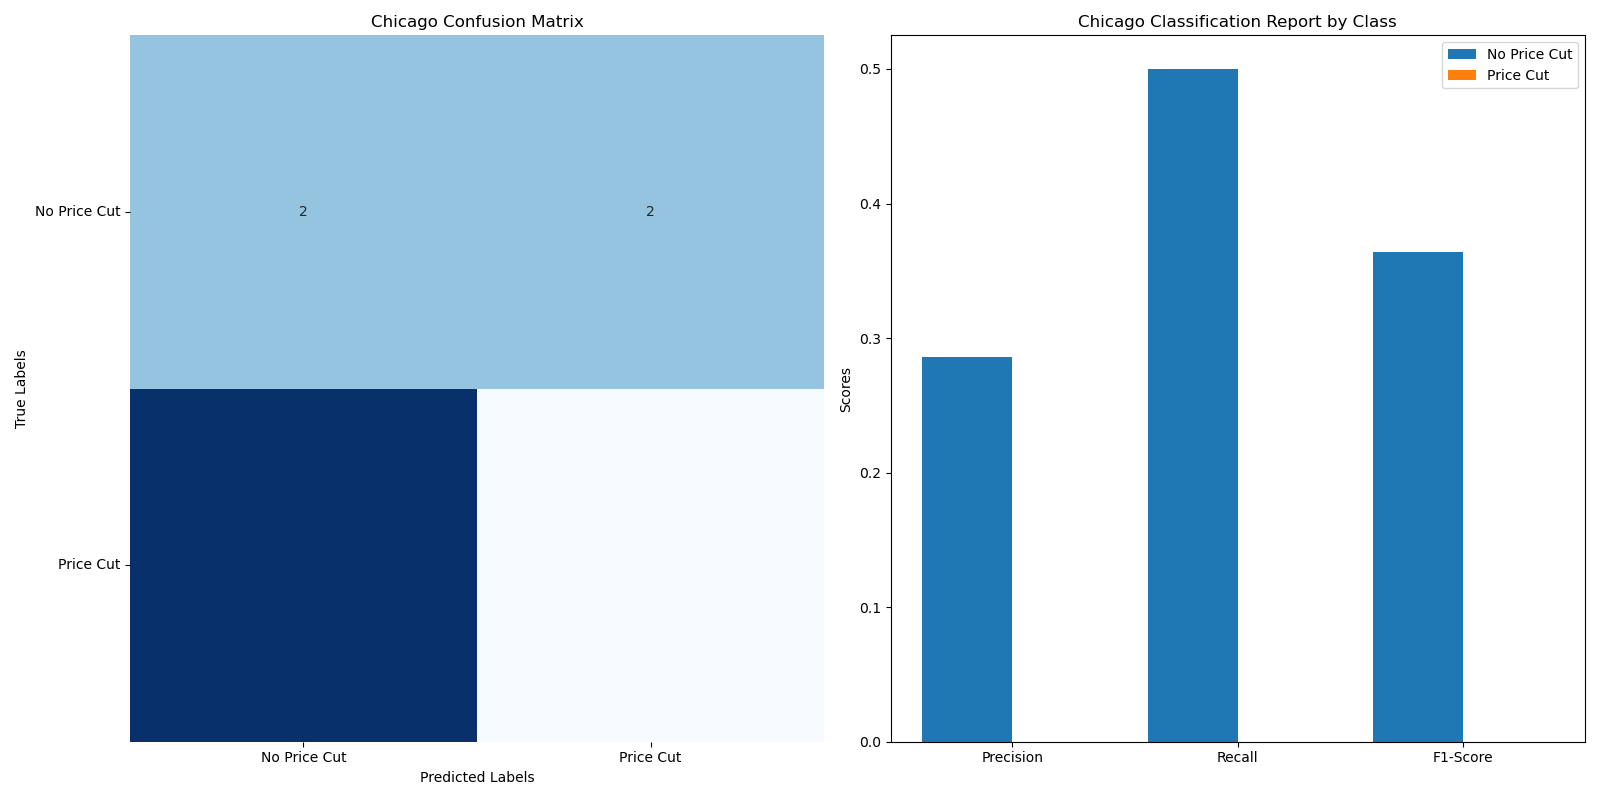 Chicago Confusion Matrix
No Price Cut
Price Cut
True Labels
2
2
No Price Cut
Price Cut
Predicted Labels
Chicago Classification Report by Class
No Price Cut
Price Cut
Scores
0.5
0.4
0.3
0.2
0.1
0.0
Precision
Recall
F1-Score